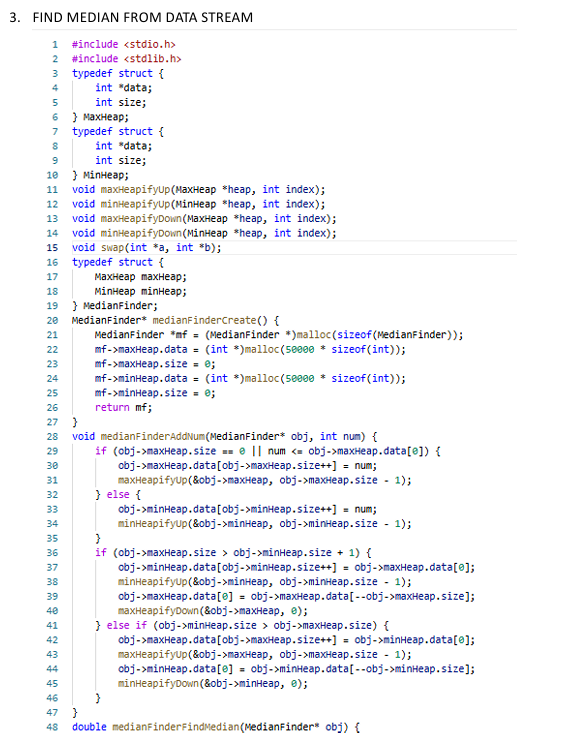 3. FIND MEDIAN FROM DATA STREAM
1 #include <stdio.h>
2 #include <stdlib.h>
3 typedef struct {
4     int *data;
5     int size;
6 } MaxHeap;
7 typedef struct {
8     int *data;
9     int size;
10 } MinHeap;
11 void maxHeapifyUp(MaxHeap *heap, int index);
12 void minHeapifyUp(MinHeap *heap, int index);
13 void maxHeapifyDown(MaxHeap *heap, int index);
14 void minHeapifyDown(MinHeap *heap, int index);
15 void swap(int *a, int *b);
16 typedef struct {
17     MaxHeap maxHeap;
18     MinHeap minHeap;
19 } MedianFinder;
20 MedianFinder* medianFinderCreate() {
21     MedianFinder *mf = (MedianFinder *)malloc(sizeof(MedianFinder));
22     mf->maxHeap.data = (int *)malloc(50000 * sizeof(int));
23     mf->maxHeap.size = 0;
24     mf->minHeap.data = (int *)malloc(50000 * sizeof(int));
25     mf->minHeap.size = 0;
26     return mf;
27 }
28 void medianFinderAddNum(MedianFinder* obj, int num) {
29     if (obj->maxHeap.size == 0 || num <= obj->maxHeap.data[0]) {
30         obj->maxHeap.data[obj->maxHeap.size++] = num;
31         maxHeapifyUp(&obj->maxHeap, obj->maxHeap.size - 1);
32     } else {
33         obj->minHeap.data[obj->minHeap.size++] = num;
34         minHeapifyUp(&obj->minHeap, obj->minHeap.size - 1);
35     }
36     if (obj->maxHeap.size > obj->minHeap.size + 1) {
37         obj->minHeap.data[obj->minHeap.size++] = obj->maxHeap.data[0];
38         minHeapifyUp(&obj->minHeap, obj->minHeap.size - 1);
39         obj->maxHeap.data[0] = obj->maxHeap.data[--obj->maxHeap.size];
40         maxHeapifyDown(&obj->maxHeap, 0);
41     } else if (obj->minHeap.size > obj->maxHeap.size) {
42         obj->maxHeap.data[obj->maxHeap.size++] = obj->minHeap.data[0];
43         maxHeapifyUp(&obj->maxHeap, obj->maxHeap.size - 1);
44         obj->minHeap.data[0] = obj->minHeap.data[--obj->minHeap.size];
45         minHeapifyDown(&obj->minHeap, 0);
46     }
47 }
48 double medianFinderFindMedian(MedianFinder* obj) {